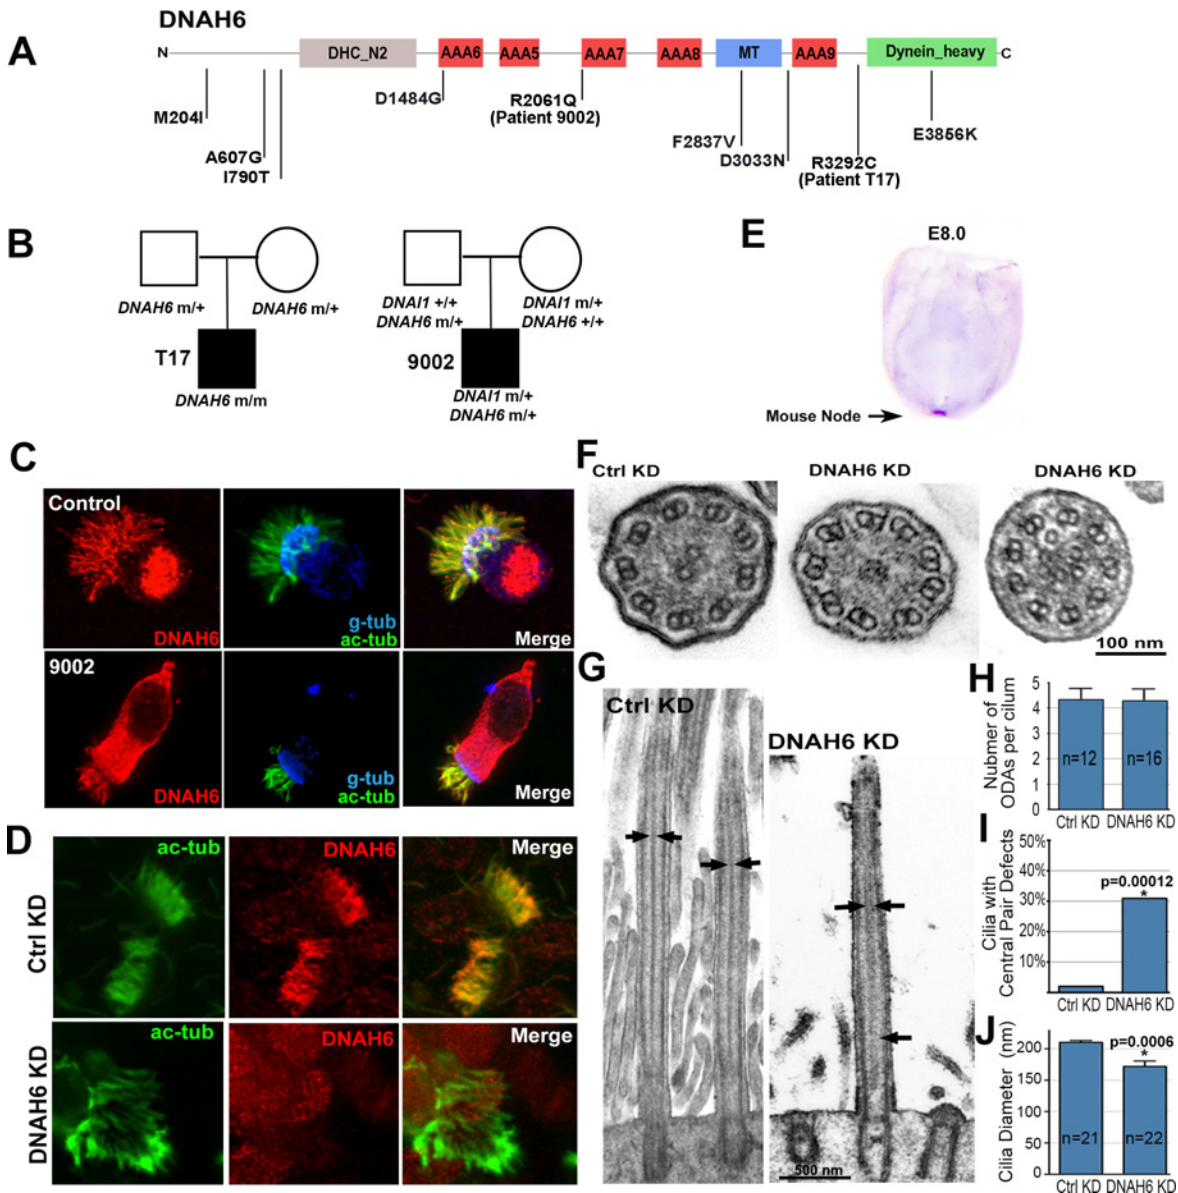 DNAH6
A
N
DHC_N2
AAA6
AAA5
AAA7
AAA8
MT
AAA9
Dynein_heavy
C
M204I
A607G
I790T
D1484G
R2061Q
(Patient 9002)
F2837V
D3033N
R3292C
(Patient T17)
E3856K
B
DNAH6 m/+
DNAH6 m/+
T17
DNAH6 m/m
DNAI1 +/+
DNAH6 m/+
DNAI1 m/+
DNAH6 +/+
9002
DNAI1 m/+
DNAH6 m/+
E
E8.0
Mouse Node
C
Control
DNAH6
g-tub
ac-tub
Merge
9002
DNAH6
g-tub
ac-tub
Merge
D
Ctrl KD
ac-tub
DNAH6
Merge
DNAH6 KD
ac-tub
DNAH6
Merge
F
Ctrl KD
DNAH6 KD
DNAH6 KD
100 nm
G
Ctrl KD
DNAH6 KD
500 nm
H
Nubmer of
ODAs per cilum
5
4
3
2
1
0
n=12
n=16
Ctrl KD
DNAH6 KD
I
Cilia with
Central Pair Defects
50%
40%
30%
20%
10%
p=0.00012
*
Ctrl KD
DNAH6 KD
J
Cilia Diameter (nm)
200
150
100
50
0
p=0.0006
*
n=21
n=22
Ctrl KD
DNAH6 KD